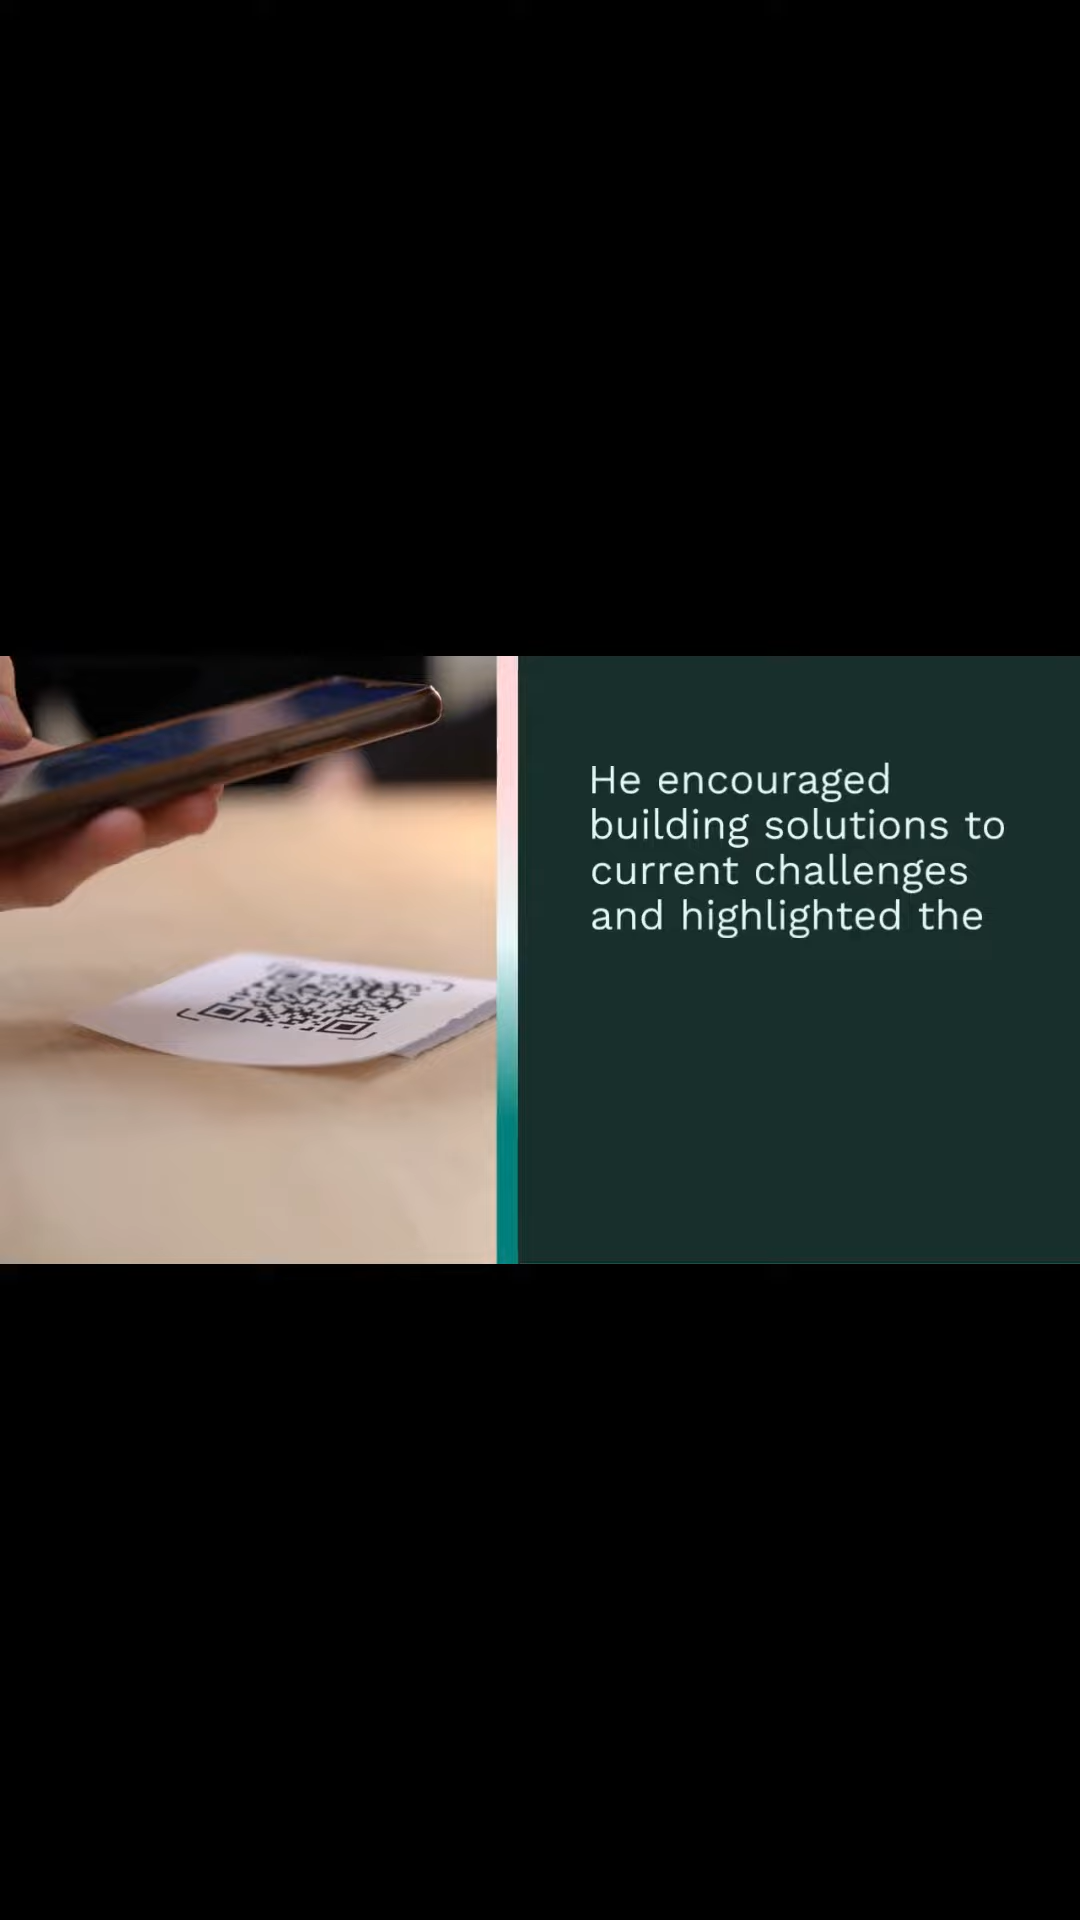 He encouraged
building solutions to
current challenges
and highlighted the